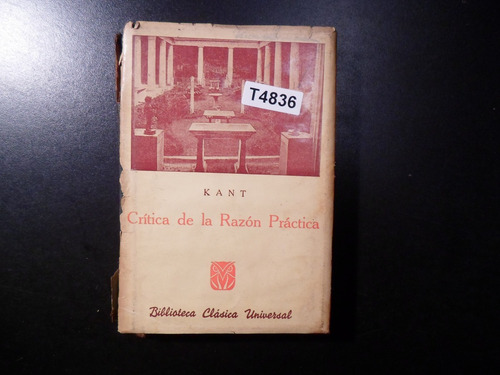 T4836
KANT
Crítica de la Razón Práctica
Biblioteca Clásica Universal